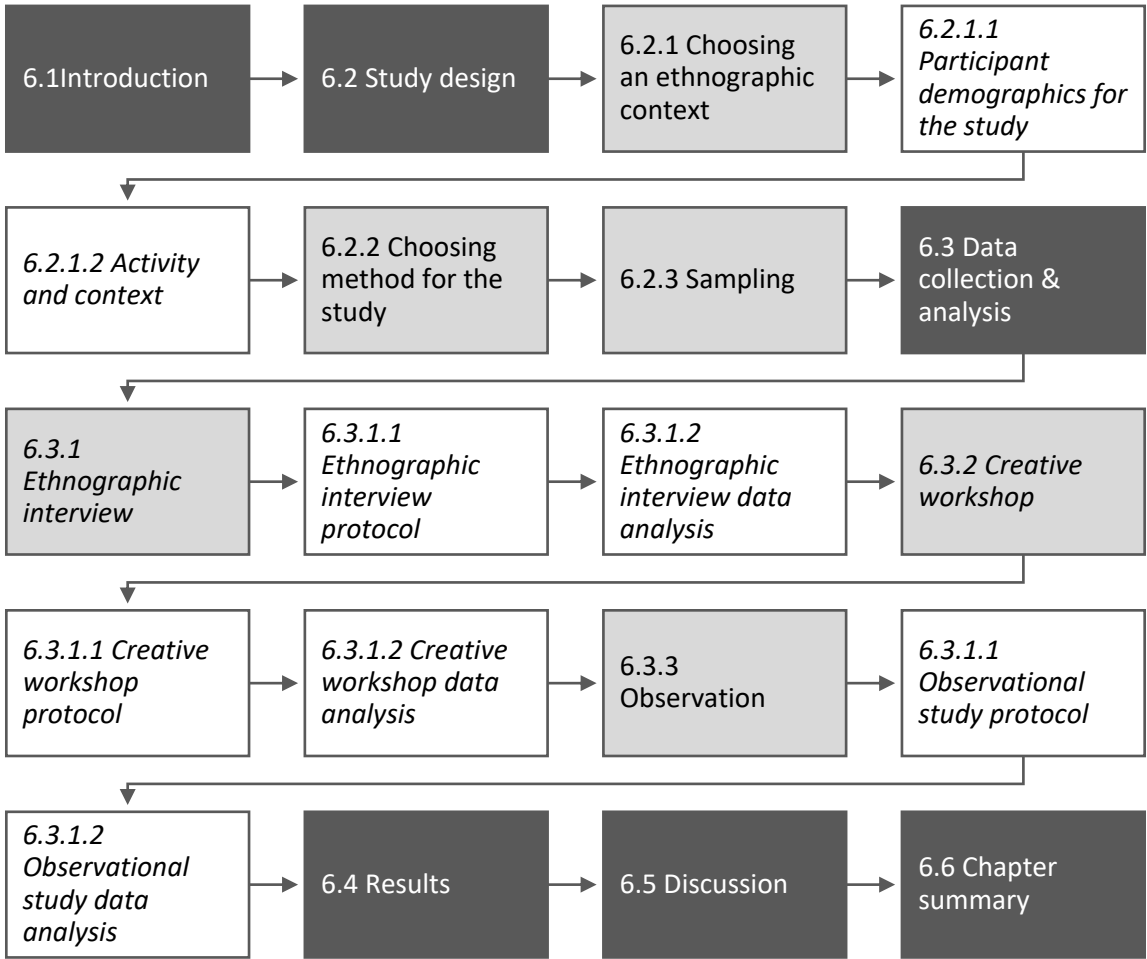 6.1Introduction
6.2 Study design
6.2.1 Choosing
an ethnographic
context
6.2.1.1
Participant
demographics for
the study
6.2.1.2 Activity
and context
6.2.2 Choosing
method for the
study
6.2.3 Sampling
6.3 Data
collection &
analysis
6.3.1
Ethnographic
interview
6.3.1.1
Ethnographic
interview
protocol
6.3.1.2
Ethnographic
interview data
analysis
6.3.2 Creative
workshop
6.3.1.1 Creative
workshop
protocol
6.3.1.2 Creative
workshop data
analysis
6.3.3
Observation
6.3.1.1
Observational
study protocol
6.3.1.2
Observational
study data
analysis
6.4 Results
6.5 Discussion
6.6 Chapter
summary